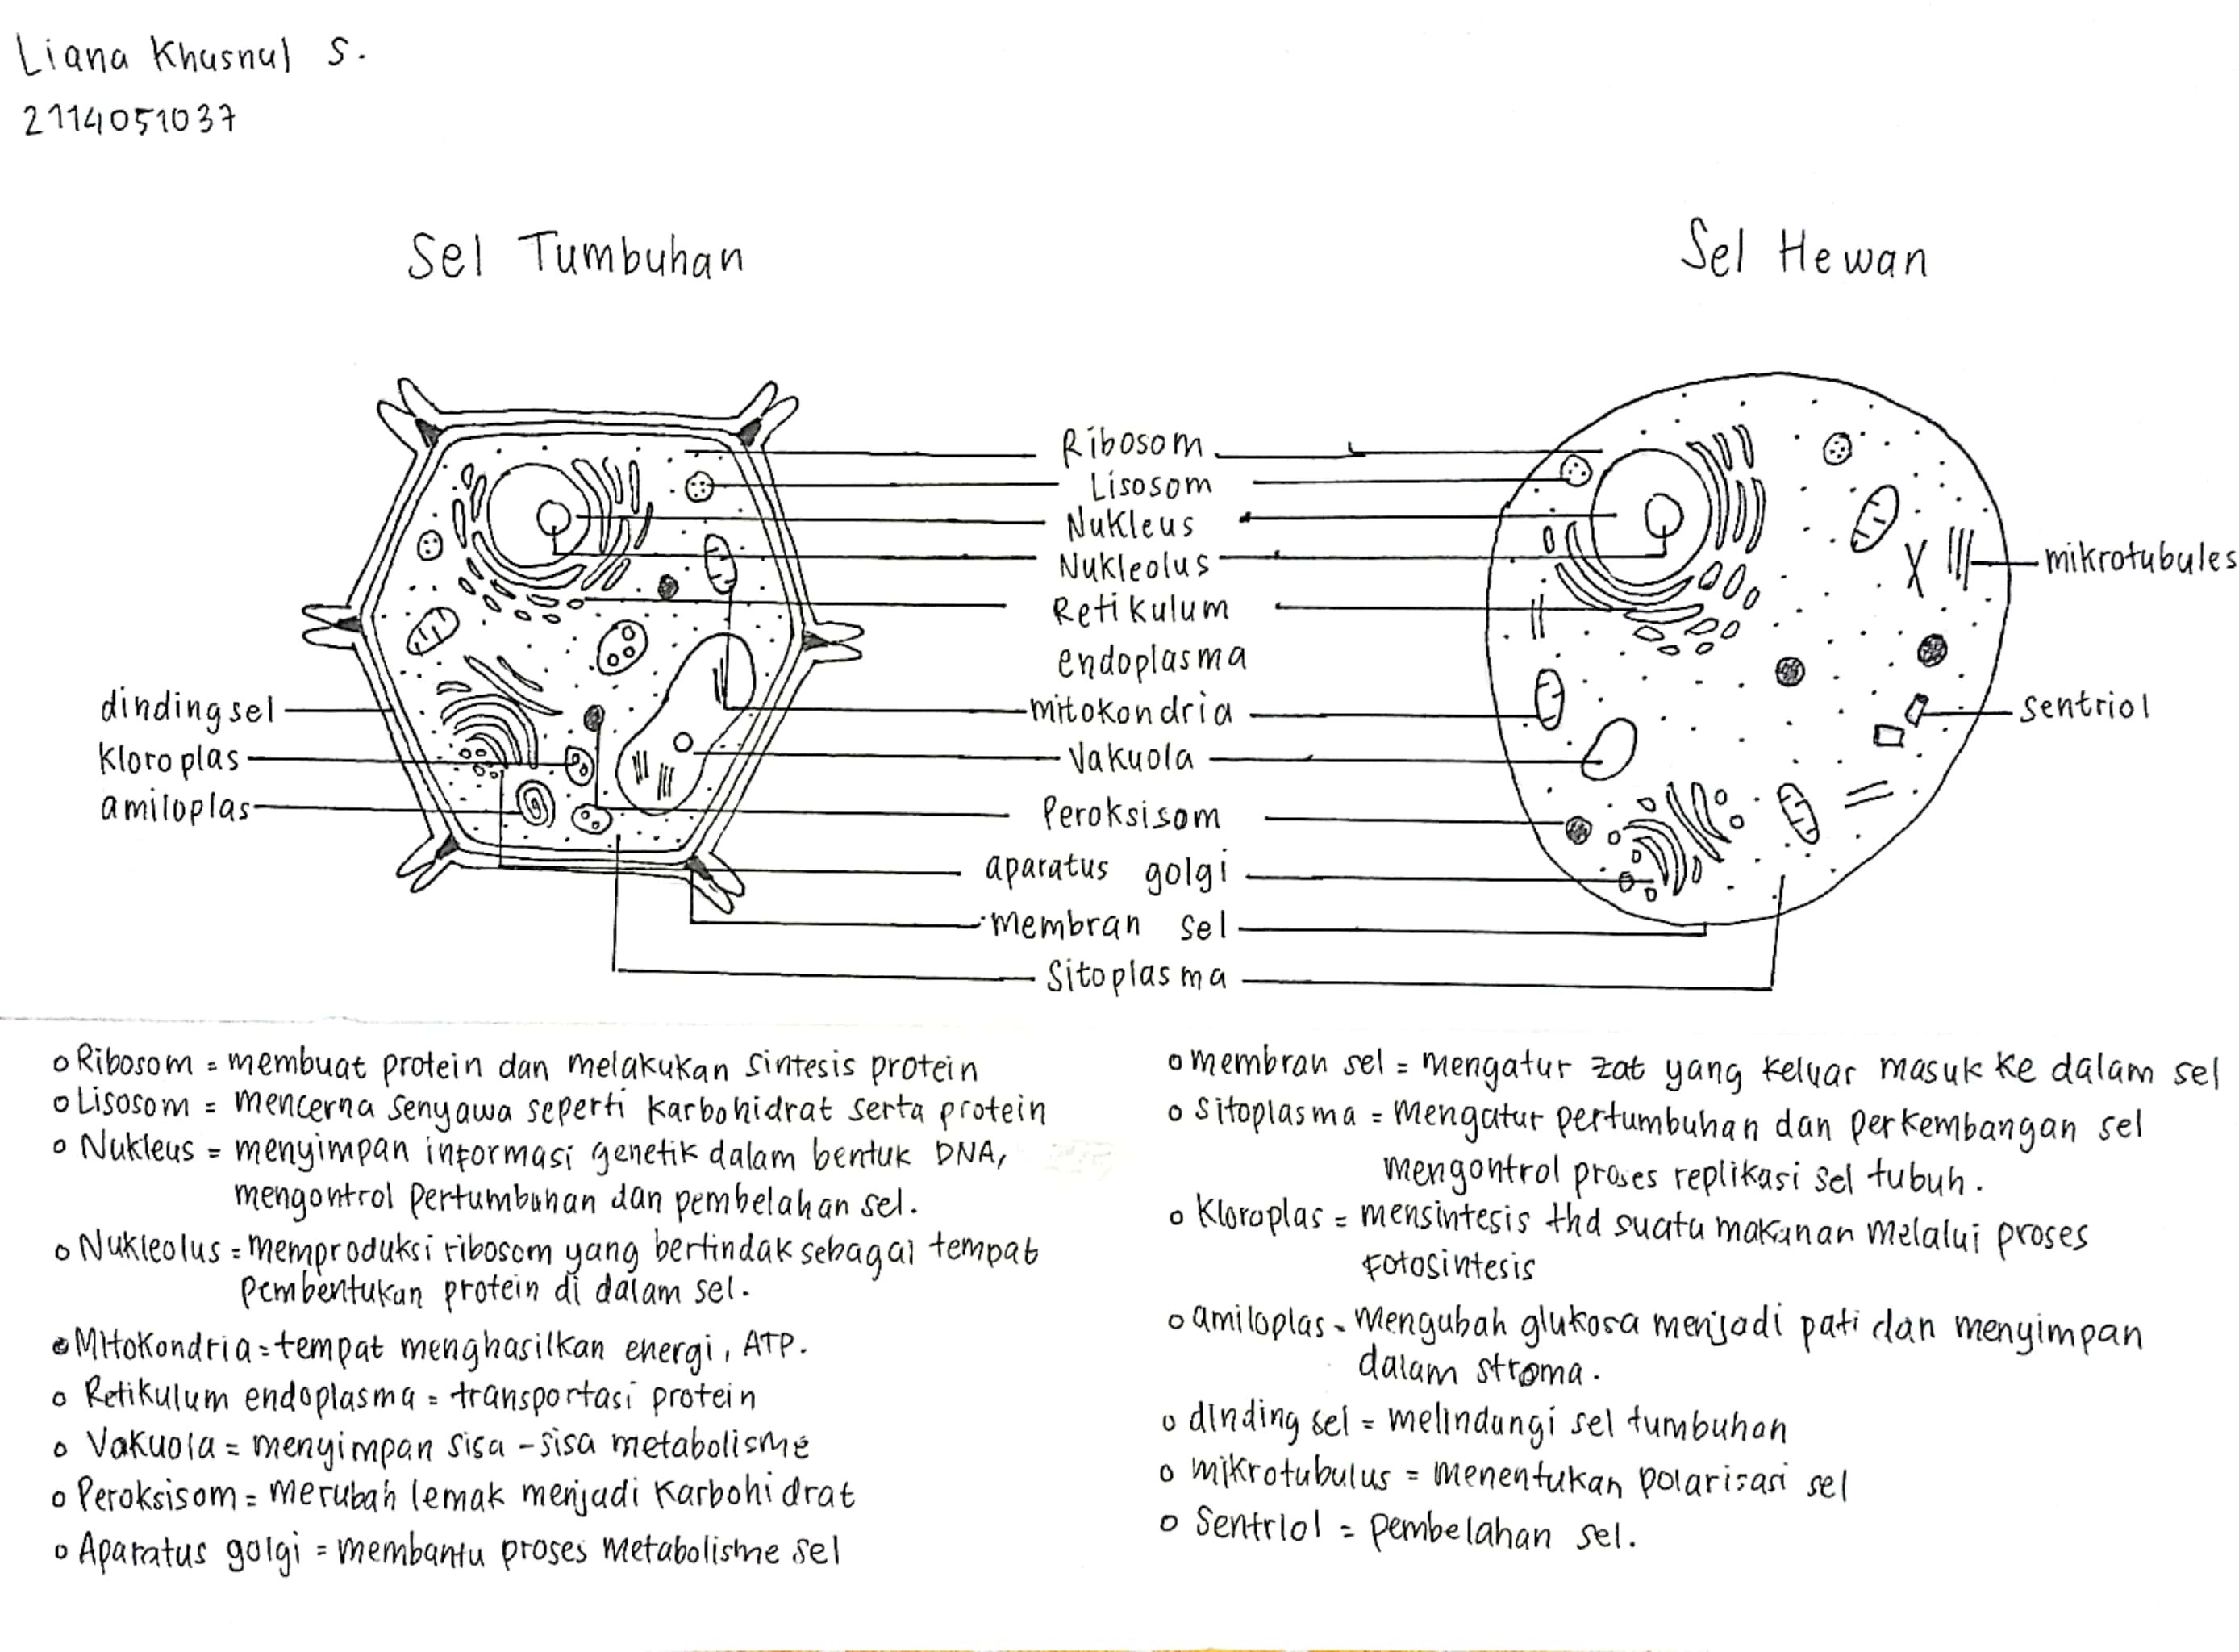 Liana Khusnul S.
2114051037
Sel Tumbuhan
Sel Hewan
Ribosom
Lisosom
Nukleus
Nukleolus
Retikulum
endoplasma
mitokondria
Vakuola
Peroksisom
aparatus golgi
membran sel
Sitoplasma
dinding sel
Kloroplas
amiloplas
mikrotubules
Sentriol
o Ribosom = membuat protein dan melakukan sintesis protein
o Lisosom = mencerna senyawa seperti karbohidrat serta protein
o Nukleus = menyimpan informasi genetik dalam bentuk DNA,
mengontrol pertumbuhan dan pembelahan sel.
o Nukleolus = memproduksi ribosom yang bertindak sebagai tempat
Pembentukan protein di dalam sel.
o Mitokondria = tempat menghasilkan energi, ATP.
o Retikulum endoplasma = transportasi protein
o Vakuola = menyimpan sisa-sisa metabolisme
o Peroksisom = merubah lemak menjadi karbohidrat
o Aparatus golgi = membantu proses metabolisme sel
o membran sel = mengatur zat yang keluar masuk ke dalam sel
o Sitoplasma = mengatur pertumbuhan dan perkembangan sel
mengontrol proses replikasi sel tubuh.
o Kloroplas = mensintesis thd suatu makanan melalui proses
fotosintesis
o amiloplas - mengubah glukosa menjadi pati dan menyimpan
dalam stroma.
o dinding sel = melindungi sel tumbuhan
o mikrotubulus = menentukan polarisasi sel
o Sentriol = pembelahan sel.